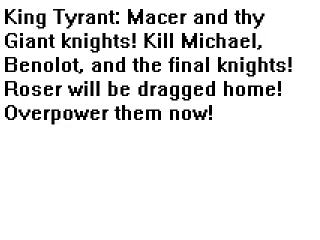 King Tyrant: Macer and thy
Giant knights! Kill Michael,
Benolot, and the final knights!
Roser will be dragged home!
Overpower them now!